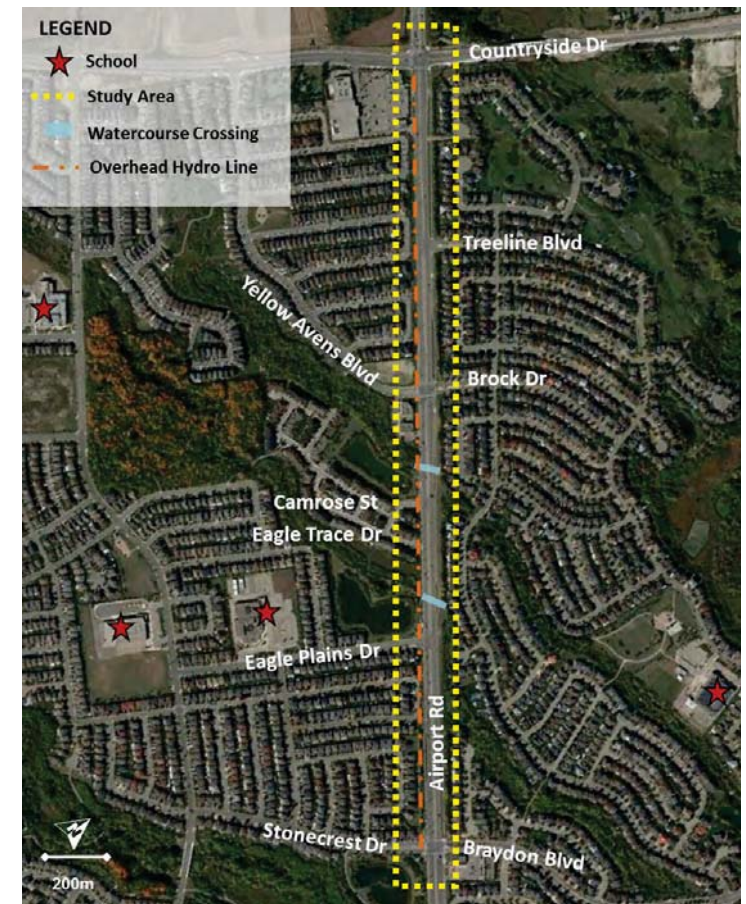 LEGEND
School
Study Area
Watercourse Crossing
Overhead Hydro Line
Countryside Dr
Treeline Blvd
Yellow Avens Blvd
Brock Dr
Camrose St
Eagle Trace Dr
Eagle Plains Dr
Airport Rd
Stonecrest Dr
Braydon Blvd
200m